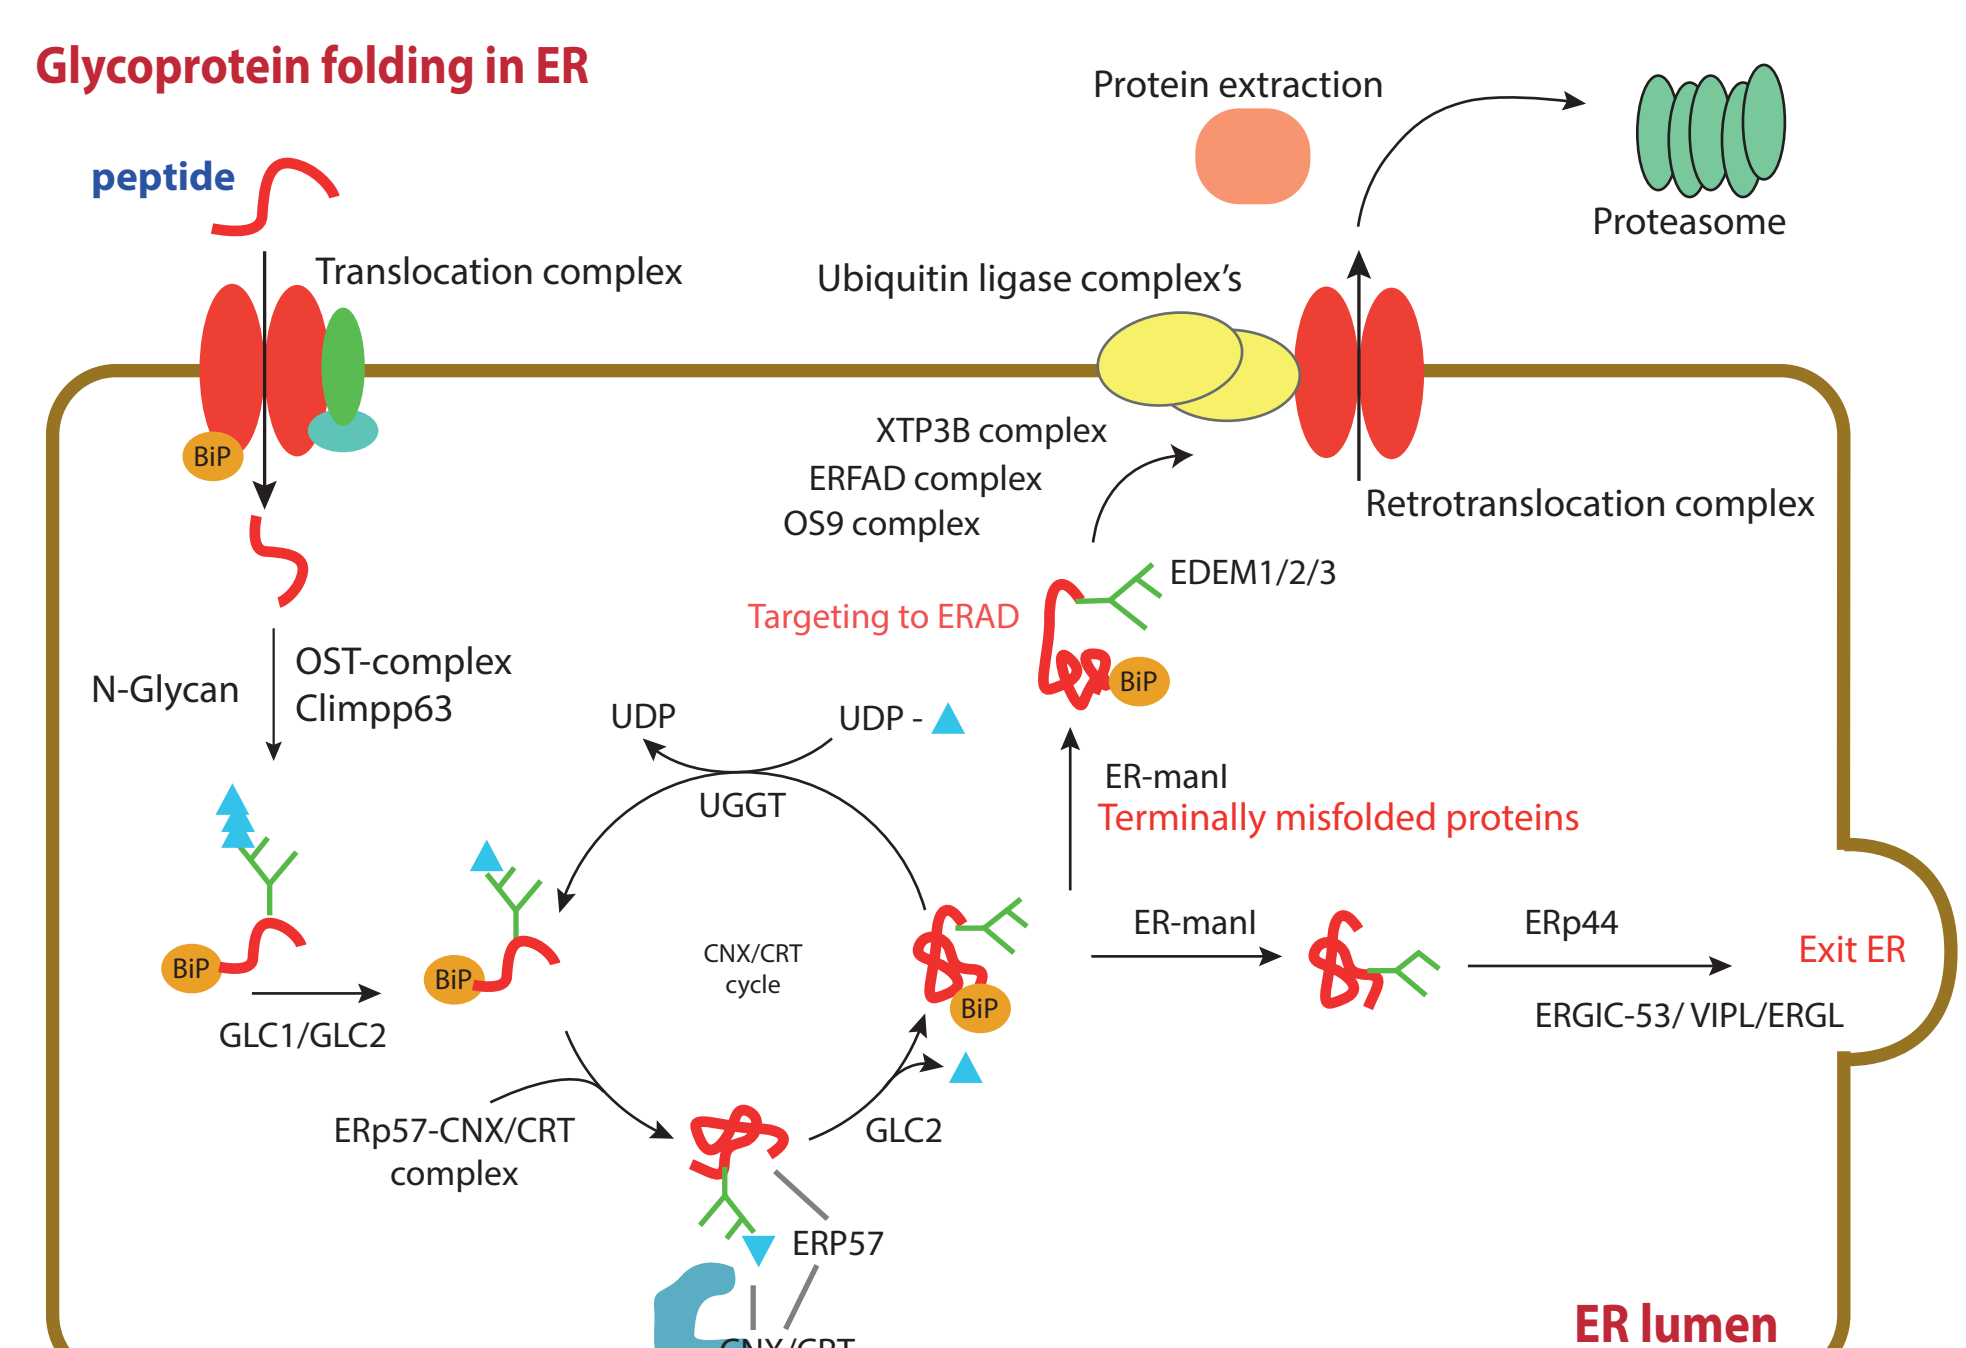 Glycoprotein folding in ER
Protein extraction
peptide
Proteasome
Translocation complex
Ubiquitin ligase complex's
XTP3B complex
BiP
ERFAD complex
Retrotranslocation complex
OS9 complex
EDEM1/2/3
Targeting to ERAD
OST-complex
N-Glycan
Climpp63
BiP
UDP
UDP -
ER-manI
UGGT
Terminally misfolded proteins
ER-manI
ERp44
CNX/CRT
cycle
Exit ER
BiP
BiP
BiP
GLC1/GLC2
ERGIC-53/ VIPL/ERGL
ERp57-CNX/CRT
complex
GLC2
ERP57
ER lumen
CNX/CRT